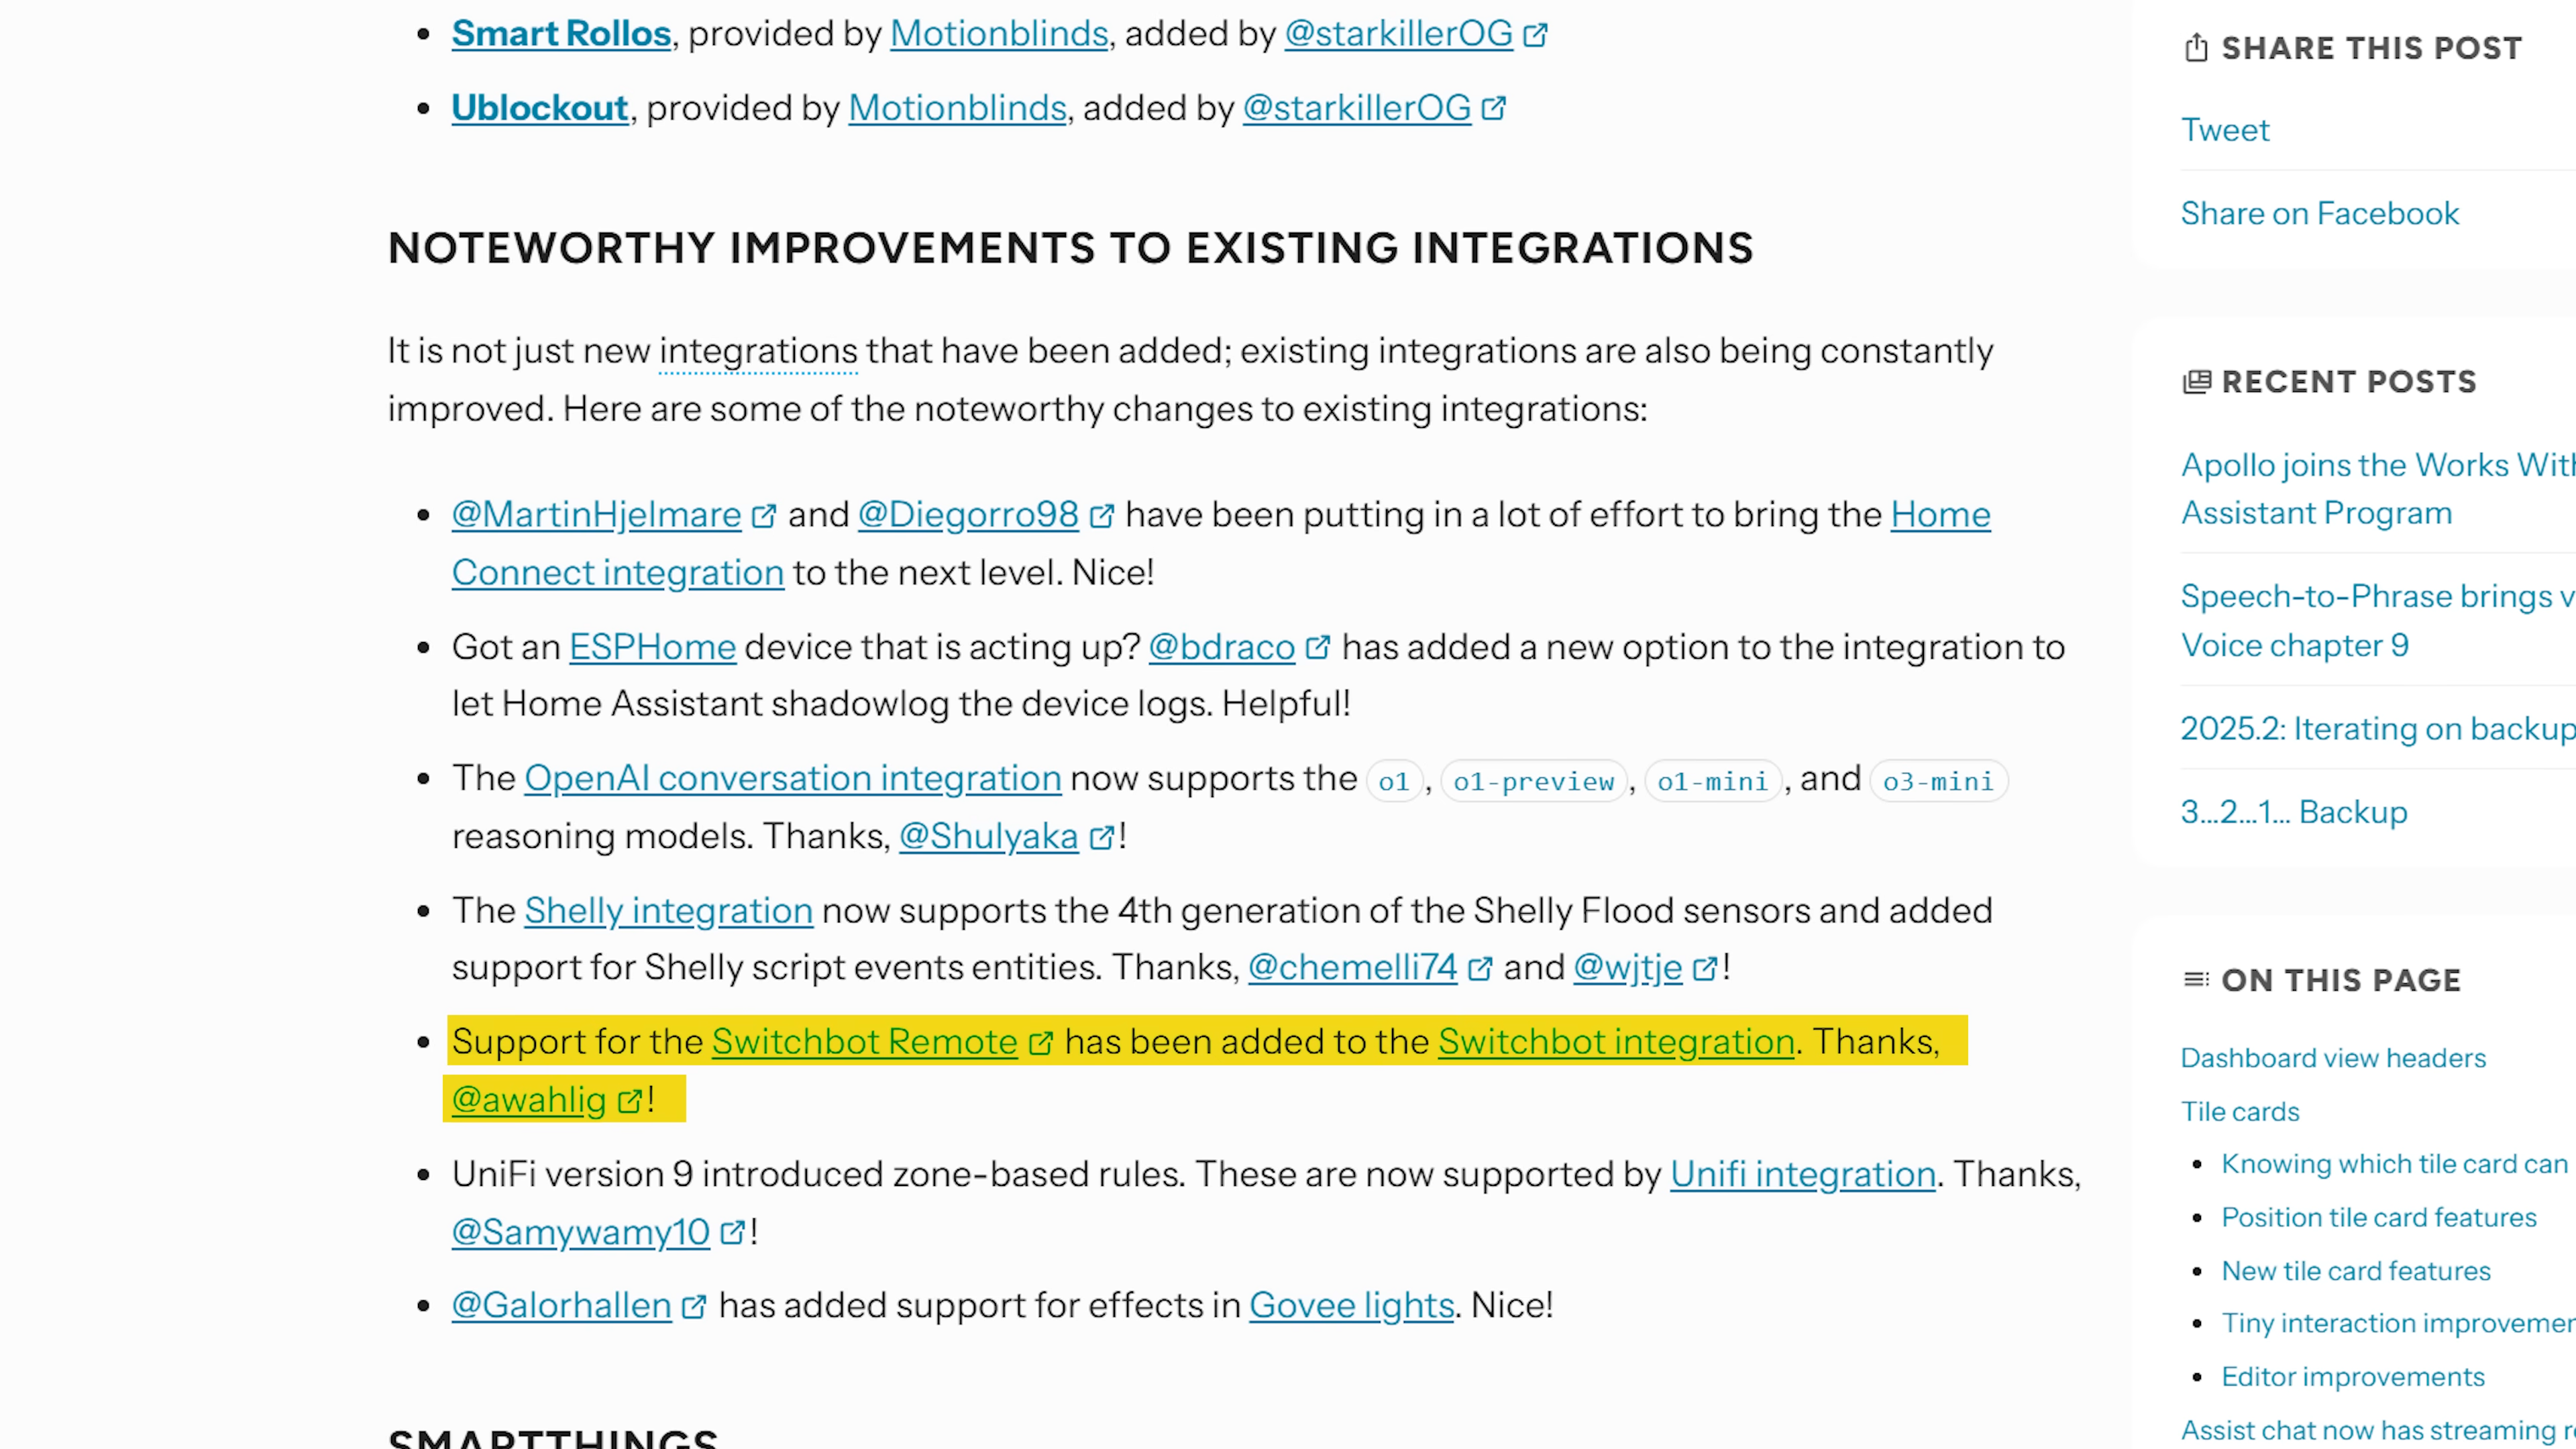 Smart Rollos, provided by Motionblinds, added by @starkillerOG
Ublockout, provided by Motionblinds, added by @starkillerOG
NOTEWORTHY IMPROVEMENTS TO EXISTING INTEGRATIONS
It is not just new integrations that have been added; existing integrations are also being constantly
improved. Here are some of the noteworthy changes to existing integrations:
@MartinHjelmare and @Diegorro98 have been putting in a lot of effort to bring the Home
Connect integration to the next level. Nice!
Got an ESPHome device that is acting up? @bdraco has added a new option to the integration to
let Home Assistant shadowlog the device logs. Helpful!
The OpenAI conversation integration now supports the o1, o1-preview, o1-mini, and o3-mini
reasoning models. Thanks, @Shulyaka!
The Shelly integration now supports the 4th generation of the Shelly Flood sensors and added
support for Shelly script events entities. Thanks, @chemelli74 and @wjtje!
Support for the Switchbot Remote has been added to the Switchbot integration. Thanks,
@awahlig!
UniFi version 9 introduced zone-based rules. These are now supported by Unifi integration. Thanks,
@Samywamy10!
@Galorhallen has added support for effects in Govee lights. Nice!
SMARTTHINGS
SHARE THIS POST
Tweet
Share on Facebook
RECENT POSTS
Apollo joins the Works With
Assistant Program
Speech-to-Phrase brings v
Voice chapter 9
2025.2: Iterating on backup
3…2…1… Backup
ON THIS PAGE
Dashboard view headers
Tile cards
Knowing which tile card can
Position tile card features
New tile card features
Tiny interaction improvemen
Editor improvements
Assist chat now has streaming r